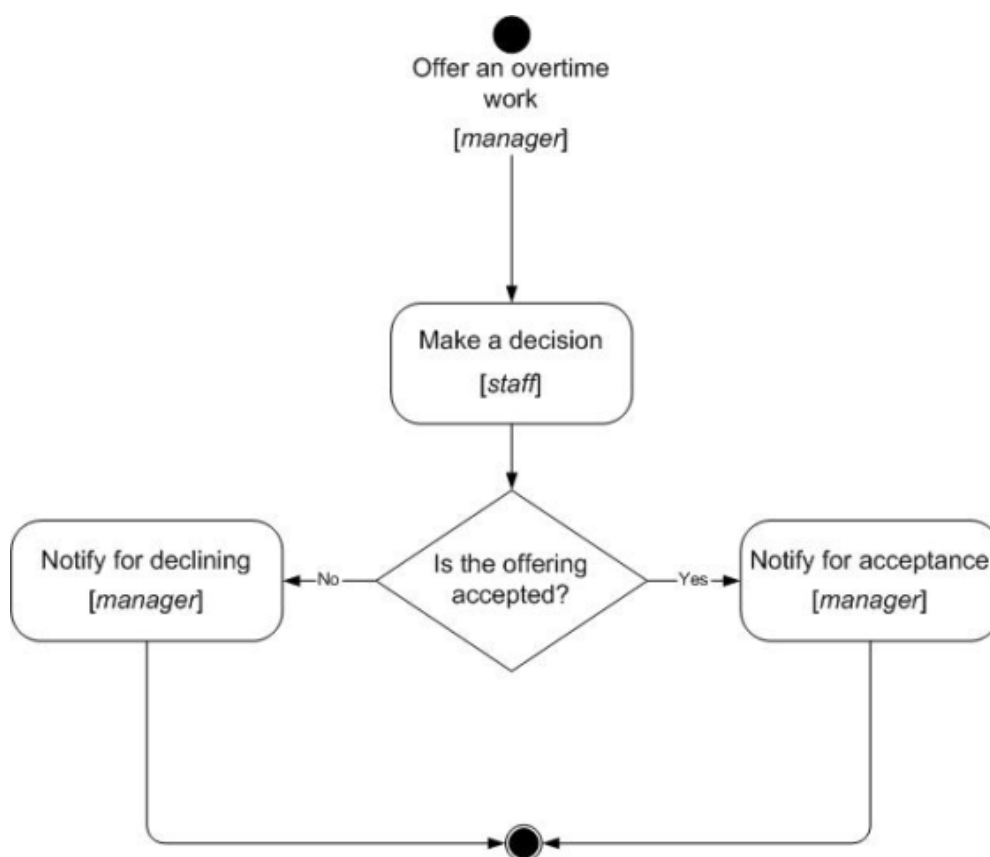 Offer an overtime
work
[manager]
Make a decision
[staff]
Is the offering
accepted?
No
Yes
Notify for declining
[manager]
Notify for acceptance
[manager]